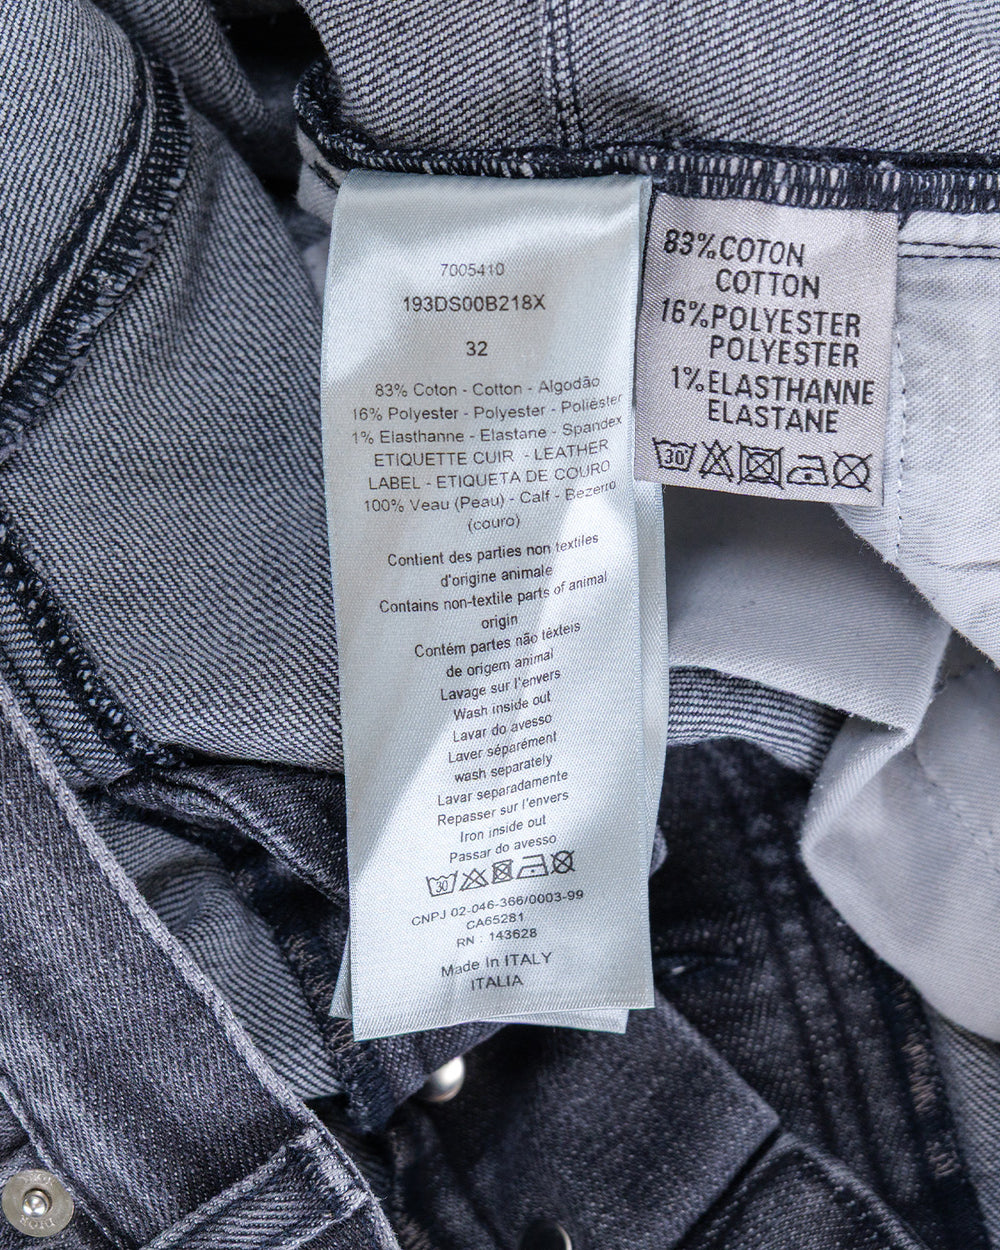 7005410
193DS00B218X
32
83% Coton - Cotton - Algodão
16% Polyester - Polyester - Poliéster
1% Elasthanne - Elastane - Spandex
ETIQUETTE CUIR - LEATHER
LABEL - ETIQUETA DE COURO
100% Veau (Peau) - Calf - Bezerro
(couro)
Contient des parties non textiles
d'origine animale
Contains non-textile parts of animal
origin
Contém partes não têxteis
de origem animal
Lavage sur l'envers
Wash inside out
Lavar do avesso
Laver séparément
wash separately
Lavar separadamente
Repasser sur l'envers
Iron inside out
Passar do avesso
30
CNPJ 02-046-366/0003-99
CA65281
RN : 143628
Made In ITALY
ITALIA
83% COTON
COTTON
16% POLYESTER
POLYESTER
1% ELASTHANNE
ELASTANE
30°
DIOR